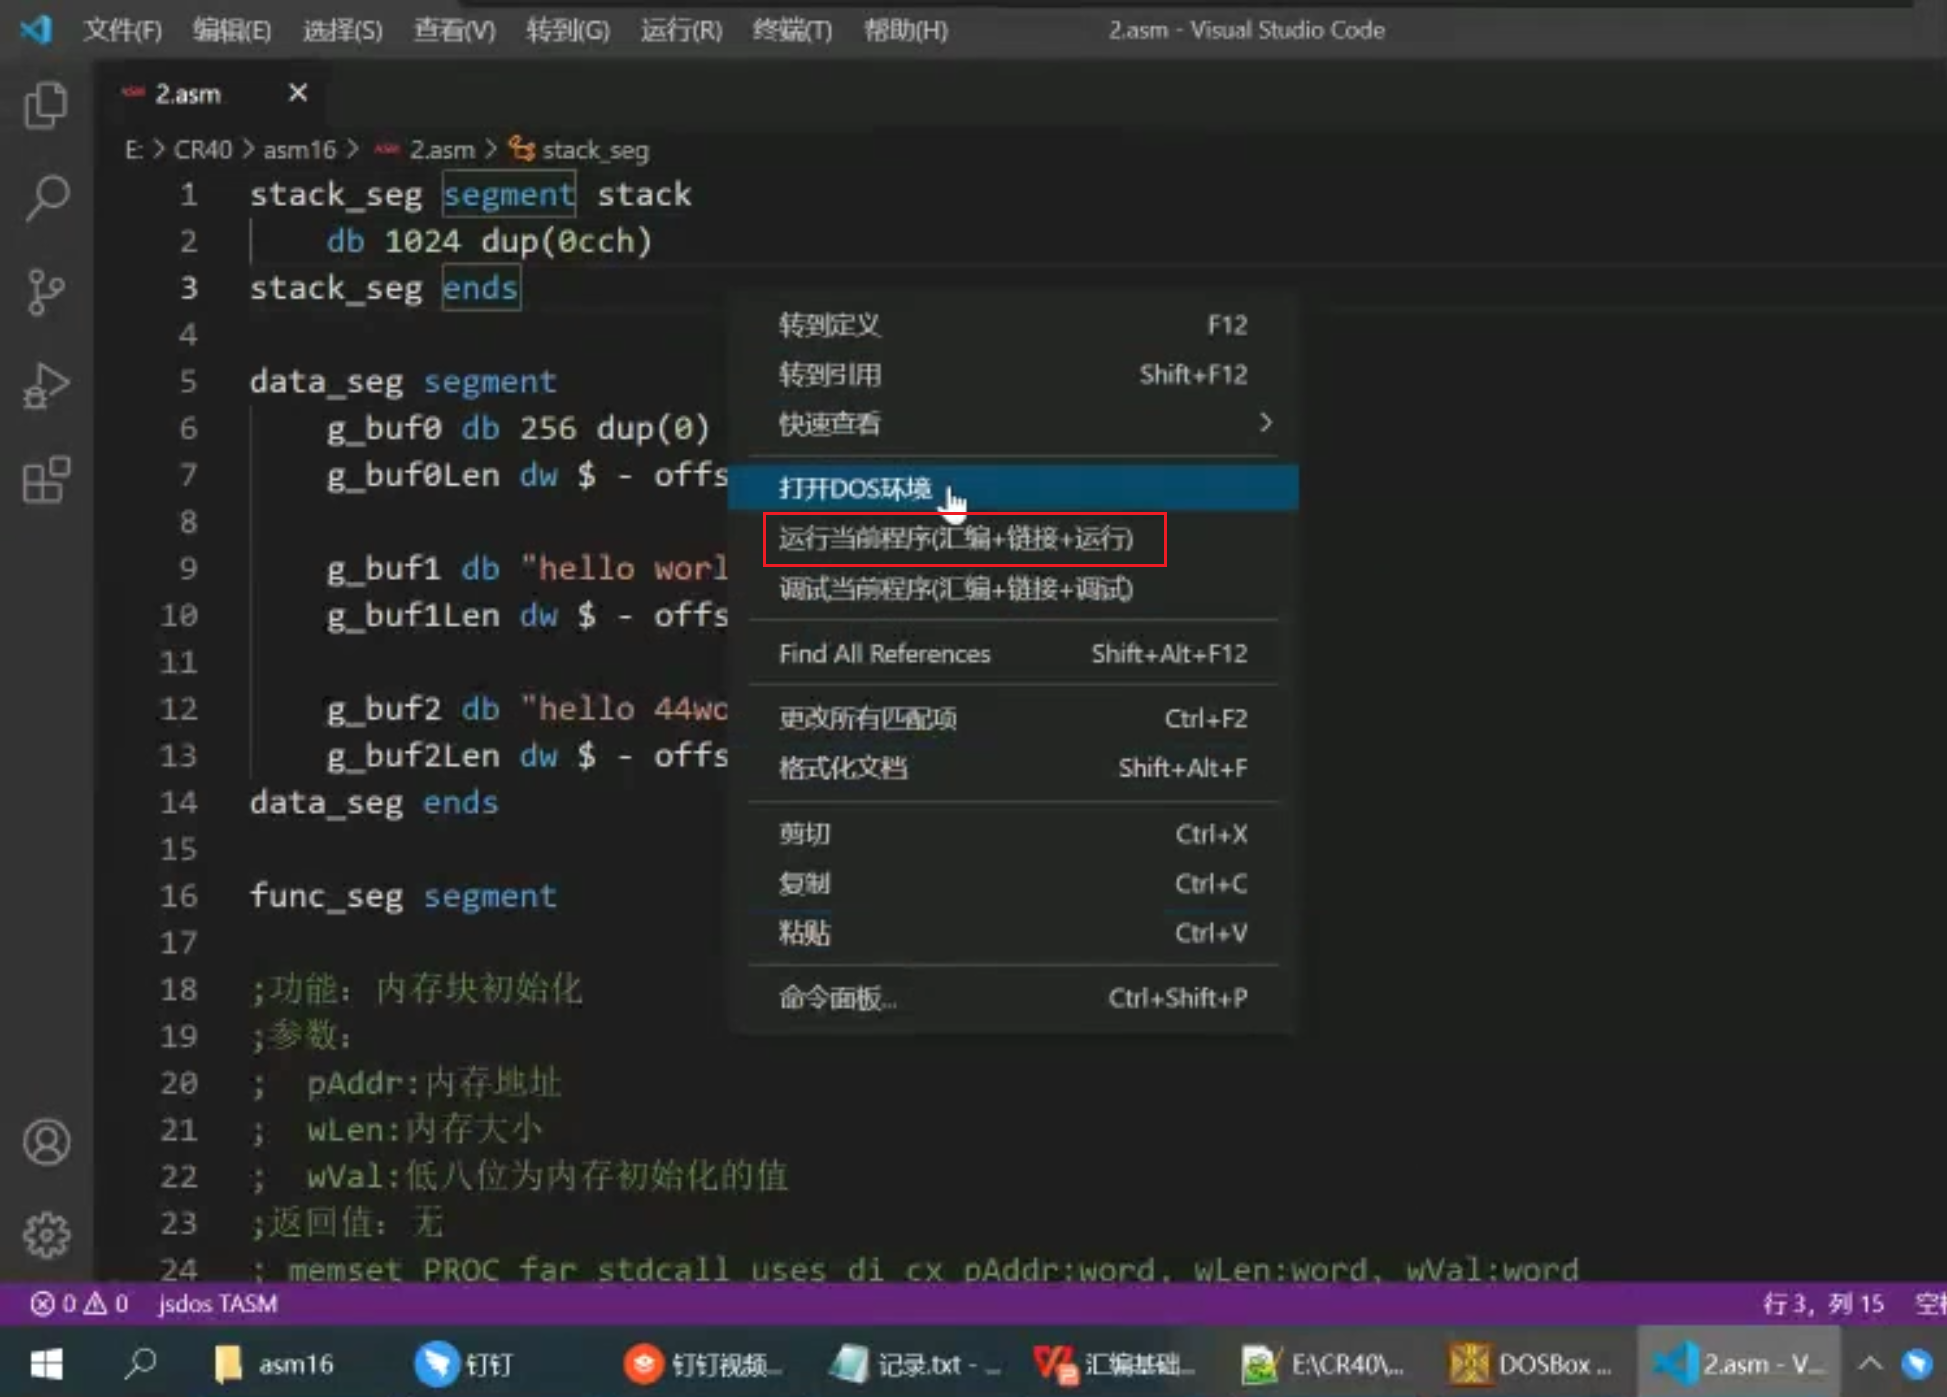 文件(F) 编辑(E) 选择(S) 查看(V) 转到(G) 运行(R) 终端(T) 帮助(H) 2.asm - Visual Studio Code
2.asm ×
E: > CR40 > asm16 > 2.asm > stack_seg
1 stack_seg segment stack
2 db 1024 dup(0cch)
3 stack_seg ends
4
5 data_seg segment
6 g_buf0 db 256 dup(0)
7 g_buf0Len dw $ - offs
8
9 g_buf1 db "hello worl
10 g_buf1Len dw $ - offs
11
12 g_buf2 db "hello 44wo
13 g_buf2Len dw $ - offs
14 data_seg ends
15
16 func_seg segment
17
18 ;功能：内存块初始化
19 ;参数：
20 ; pAddr:内存地址
21 ; wLen:内存大小
22 ; wVal:低八位为内存初始化的值
23 ;返回值：无
24 ; memset PROC far stdcall uses di cx pAddr:word, wLen:word, wVal:word
转到定义 F12
转到引用 Shift+F12
快速查看 >
打开DOS环境
运行当前程序(汇编+链接+运行)
调试当前程序(汇编+链接+调试)
Find All References Shift+Alt+F12
更改所有匹配项 Ctrl+F2
格式化文档 Shift+Alt+F
剪切 Ctrl+X
复制 Ctrl+C
粘贴 Ctrl+V
命令面板... Ctrl+Shift+P
0 0 jsdos TASM 行 3，列 15
asm16 钉钉 钉钉视频... 记录.txt - ... 汇编基础... E:\CR40\... DOSBox ... 2.asm - V...